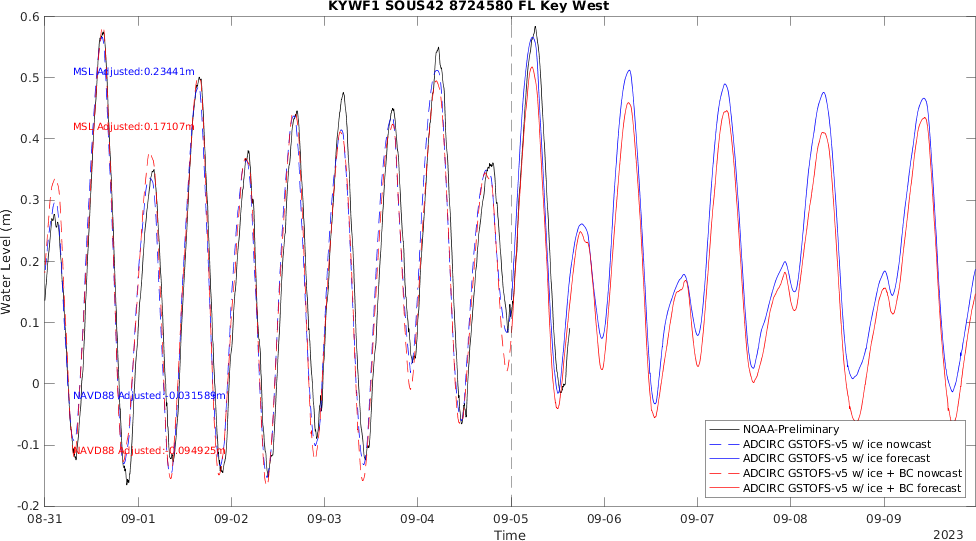 KYWF1 SOUS42 8724580 FL Key West
0.6
0.5
0.4
0.3
0.2
0.1
0
-0.1
-0.2
Water Level (m)
MSL Adjusted:0.23441m
MSL Adjusted:0.17107m
NAVD88 Adjusted:-0.031589m
NAVD88 Adjusted:-0.094925m
NOAA-Preliminary
ADCIRC GSTOFS-v5 w/ ice nowcast
ADCIRC GSTOFS-v5 w/ ice forecast
ADCIRC GSTOFS-v5 w/ ice + BC nowcast
ADCIRC GSTOFS-v5 w/ ice + BC forecast
08-31 09-01 09-02 09-03 09-04 09-05 09-06 09-07 09-08 09-09
Time
2023